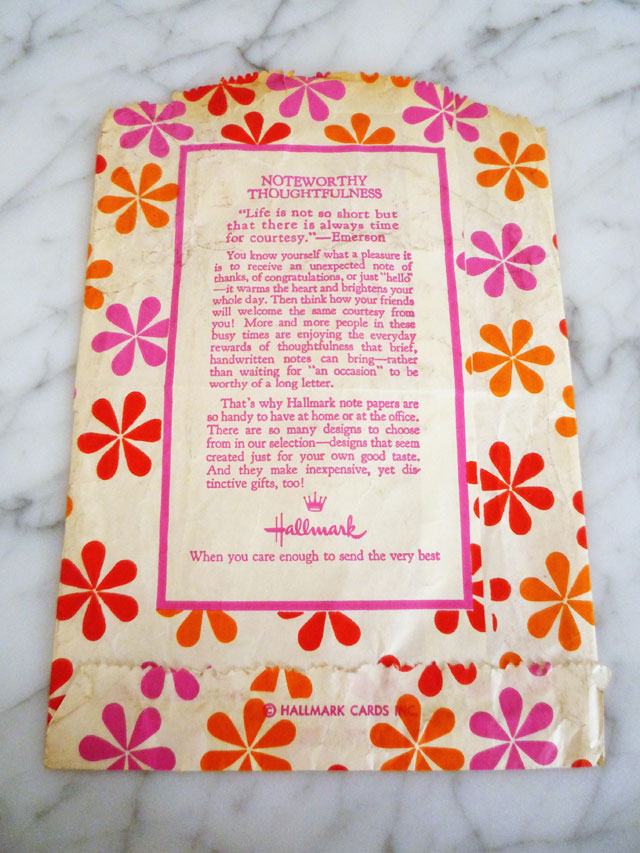 NOTEWORTHY
THOUGHTFULNESS
"Life is not so short but
that there is always time
for courtesy."—Emerson
You know yourself what a pleasure it
is to receive an unexpected note of
thanks, of congratulations, or just "hello"
—it warms the heart and brightens your
whole day. Then think how your friends
will welcome the same courtesy from
you! More and more people in these
busy times are enjoying the everyday
rewards of thoughtfulness that brief,
handwritten notes can bring—rather
than waiting for "an occasion" to be
worthy of a long letter.
That's why Hallmark note papers are
so handy to have at home or at the office.
There are so many designs to choose
from in our selection—designs that seem
created just for your own good taste.
And they make inexpensive, yet dis-
tinctive gifts, too!
Hallmark
When you care enough to send the very best
© HALLMARK CARDS INC.